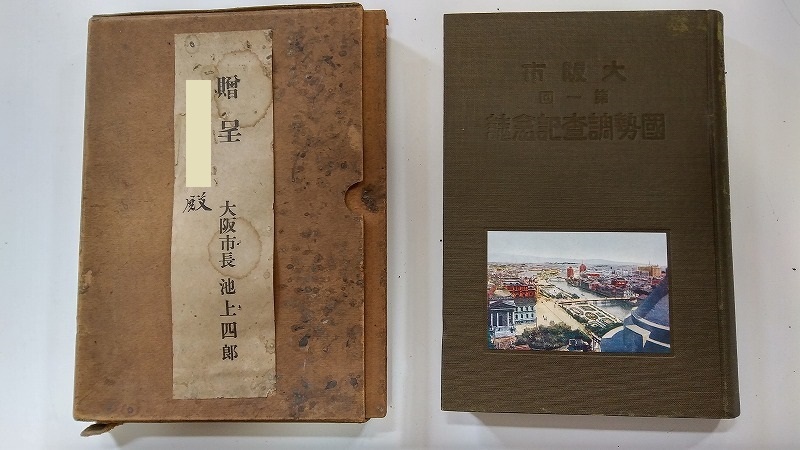 贈呈
殿
大阪市長 池上四郎
大阪市
第一回
國勢調査記念誌